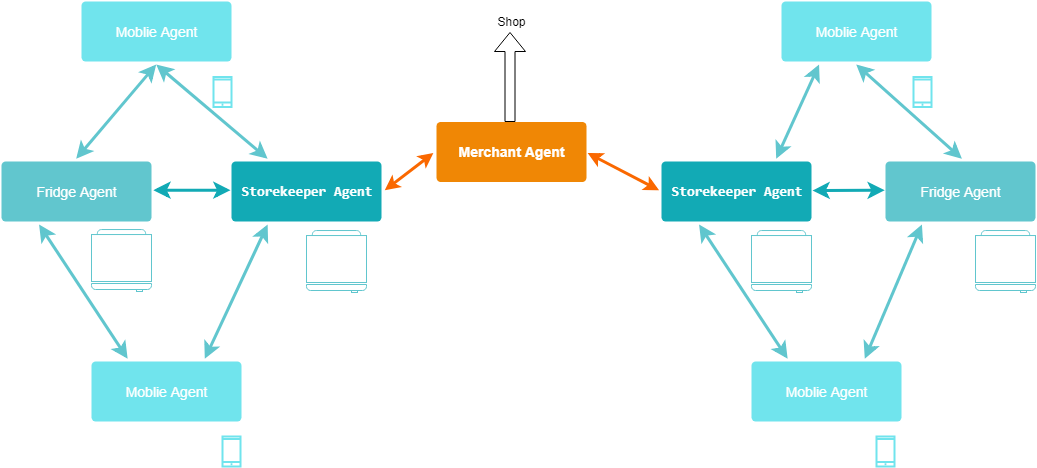 Moblie Agent
Shop
Moblie Agent
Merchant Agent
Fridge Agent
Storekeeper Agent
Storekeeper Agent
Fridge Agent
Moblie Agent
Moblie Agent